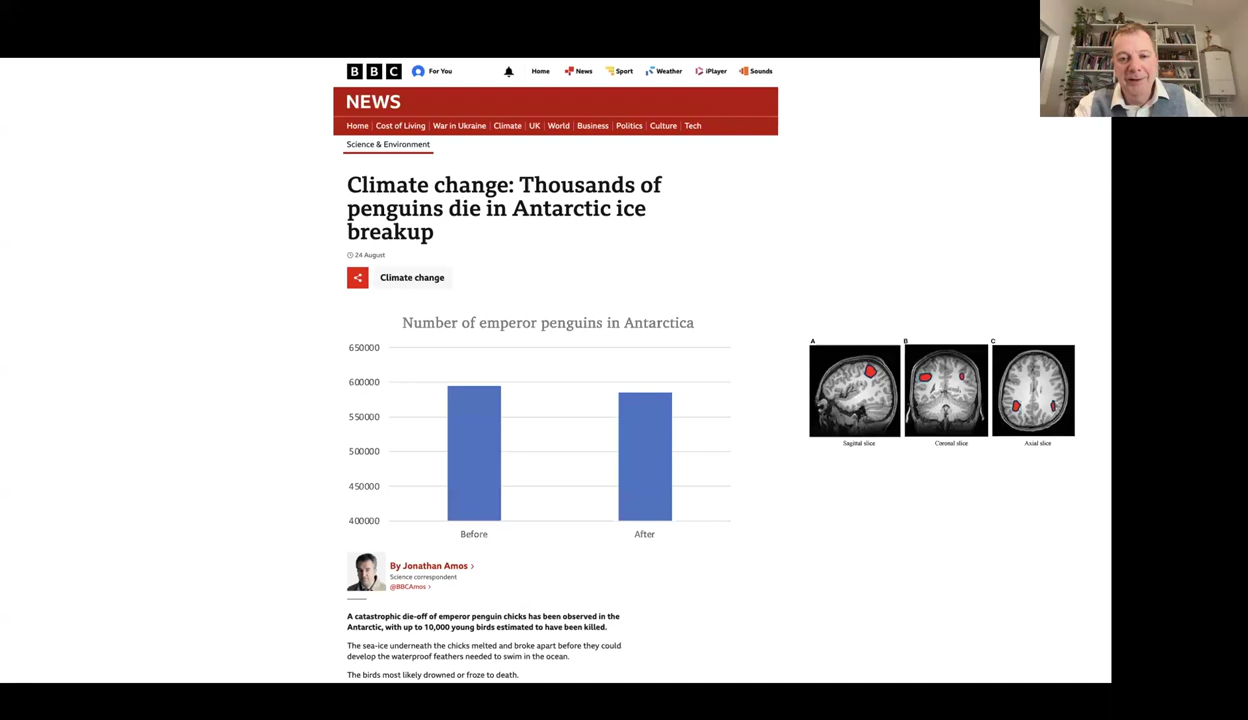 BBC For You Home News Sport Weather iPlayer Sounds
NEWS
Home Cost of Living War in Ukraine Climate UK World Business Politics Culture Tech
Science & Environment
Climate change: Thousands of
penguins die in Antarctic ice
breakup
24 August
Climate change
Number of emperor penguins in Antarctica
650000
600000
550000
500000
450000
400000
Before After
By Jonathan Amos
Science correspondent
@BBCAmos
A catastrophic die-off of emperor penguin chicks has been observed in the
Antarctic, with up to 10,000 young birds estimated to have been killed.
The sea-ice underneath the chicks melted and broke apart before they could
develop the waterproof feathers needed to swim in the ocean.
The birds most likely drowned or froze to death.
A B C
Sagittal slice Coronal slice Axial slice